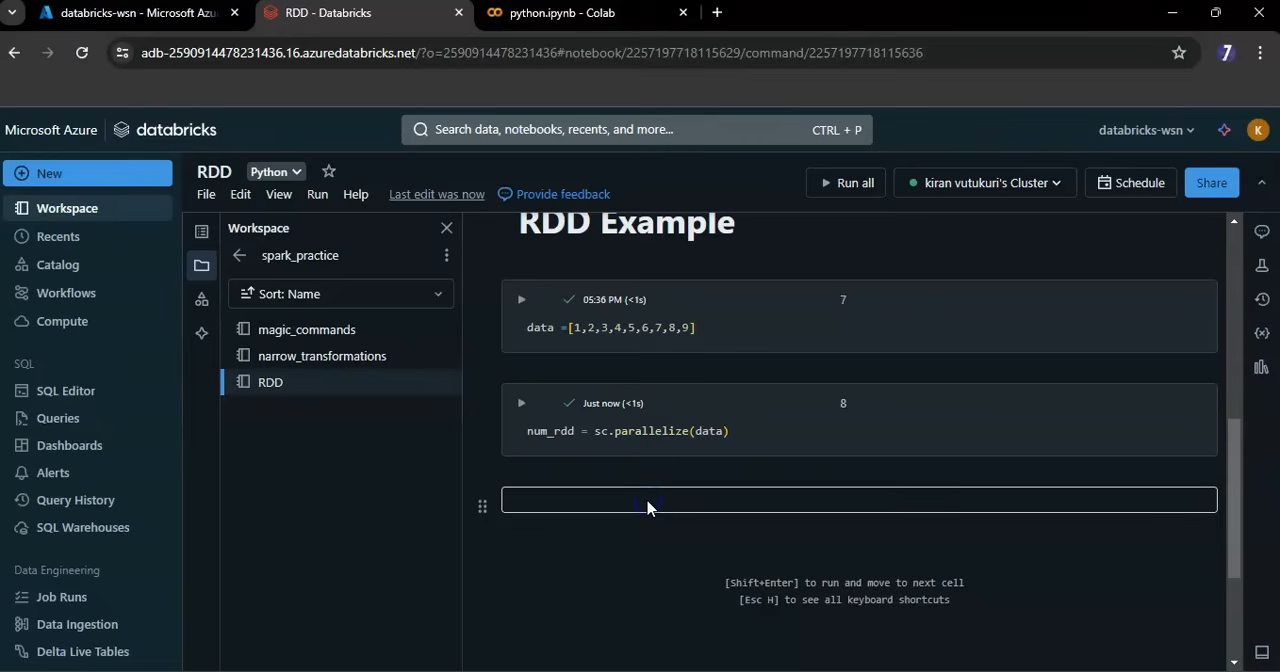 databricks-wsn - Microsoft Azu
RDD - Databricks
python.ipynb - Colab
adb-2590914478231436.16.azuredatabricks.net/?o=2590914478231436#notebook/2257197718115629/command/2257197718115636
7
Microsoft Azure
databricks
Search data, notebooks, recents, and more...
CTRL + P
databricks-wsn
K
New
Workspace
Recents
Catalog
Workflows
Compute
SQL
SQL Editor
Queries
Dashboards
Alerts
Query History
SQL Warehouses
Data Engineering
Job Runs
Data Ingestion
Delta Live Tables
RDD
Python
File Edit View Run Help
Last edit was now
Provide feedback
Run all
kiran vutukuri's Cluster
Schedule
Share
Workspace
spark_practice
Sort: Name
magic_commands
narrow_transformations
RDD
RDD Example
05:36 PM (<1s)
7
data =[1,2,3,4,5,6,7,8,9]
Just now (<1s)
8
num_rdd = sc.parallelize(data)
[Shift+Enter] to run and move to next cell
[Esc H] to see all keyboard shortcuts